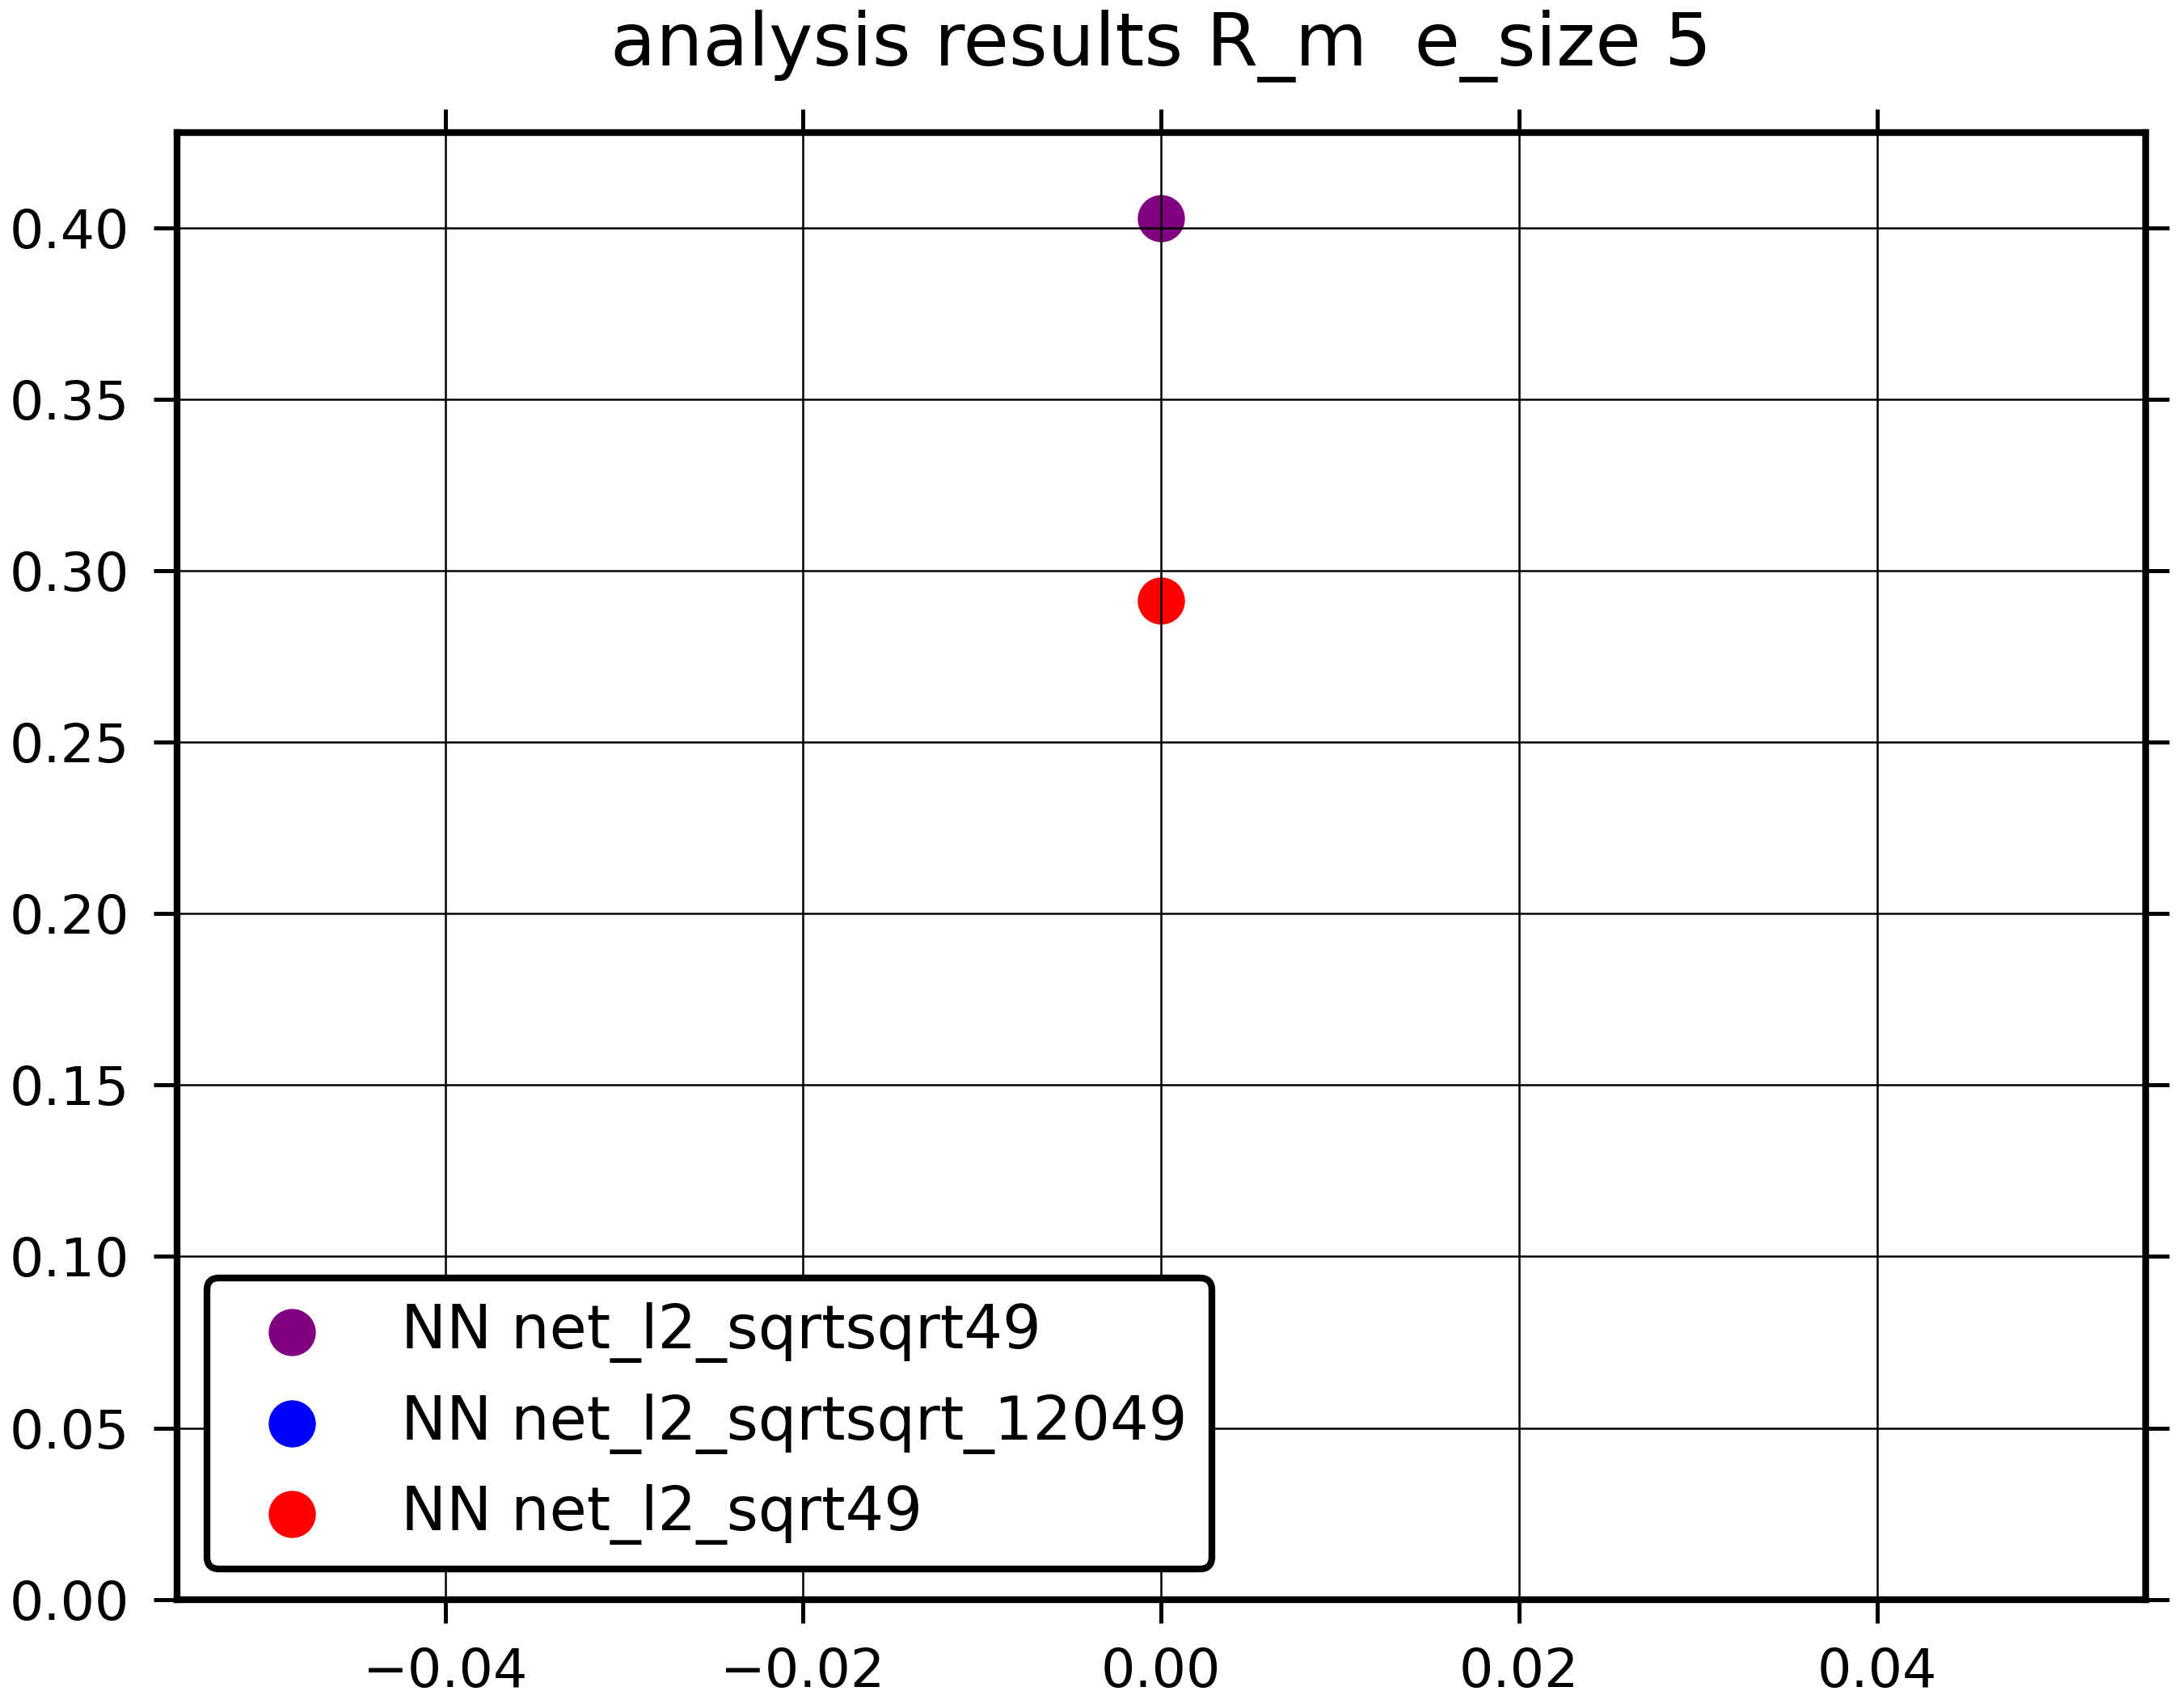 analysis results R_m  e_size 5
0.40
0.35
0.30
0.25
0.20
0.15
0.10
0.05
0.00
NN net_l2_sqrtsqrt49
NN net_l2_sqrtsqrt_12049
NN net_l2_sqrt49
−0.04 −0.02 0.00 0.02 0.04